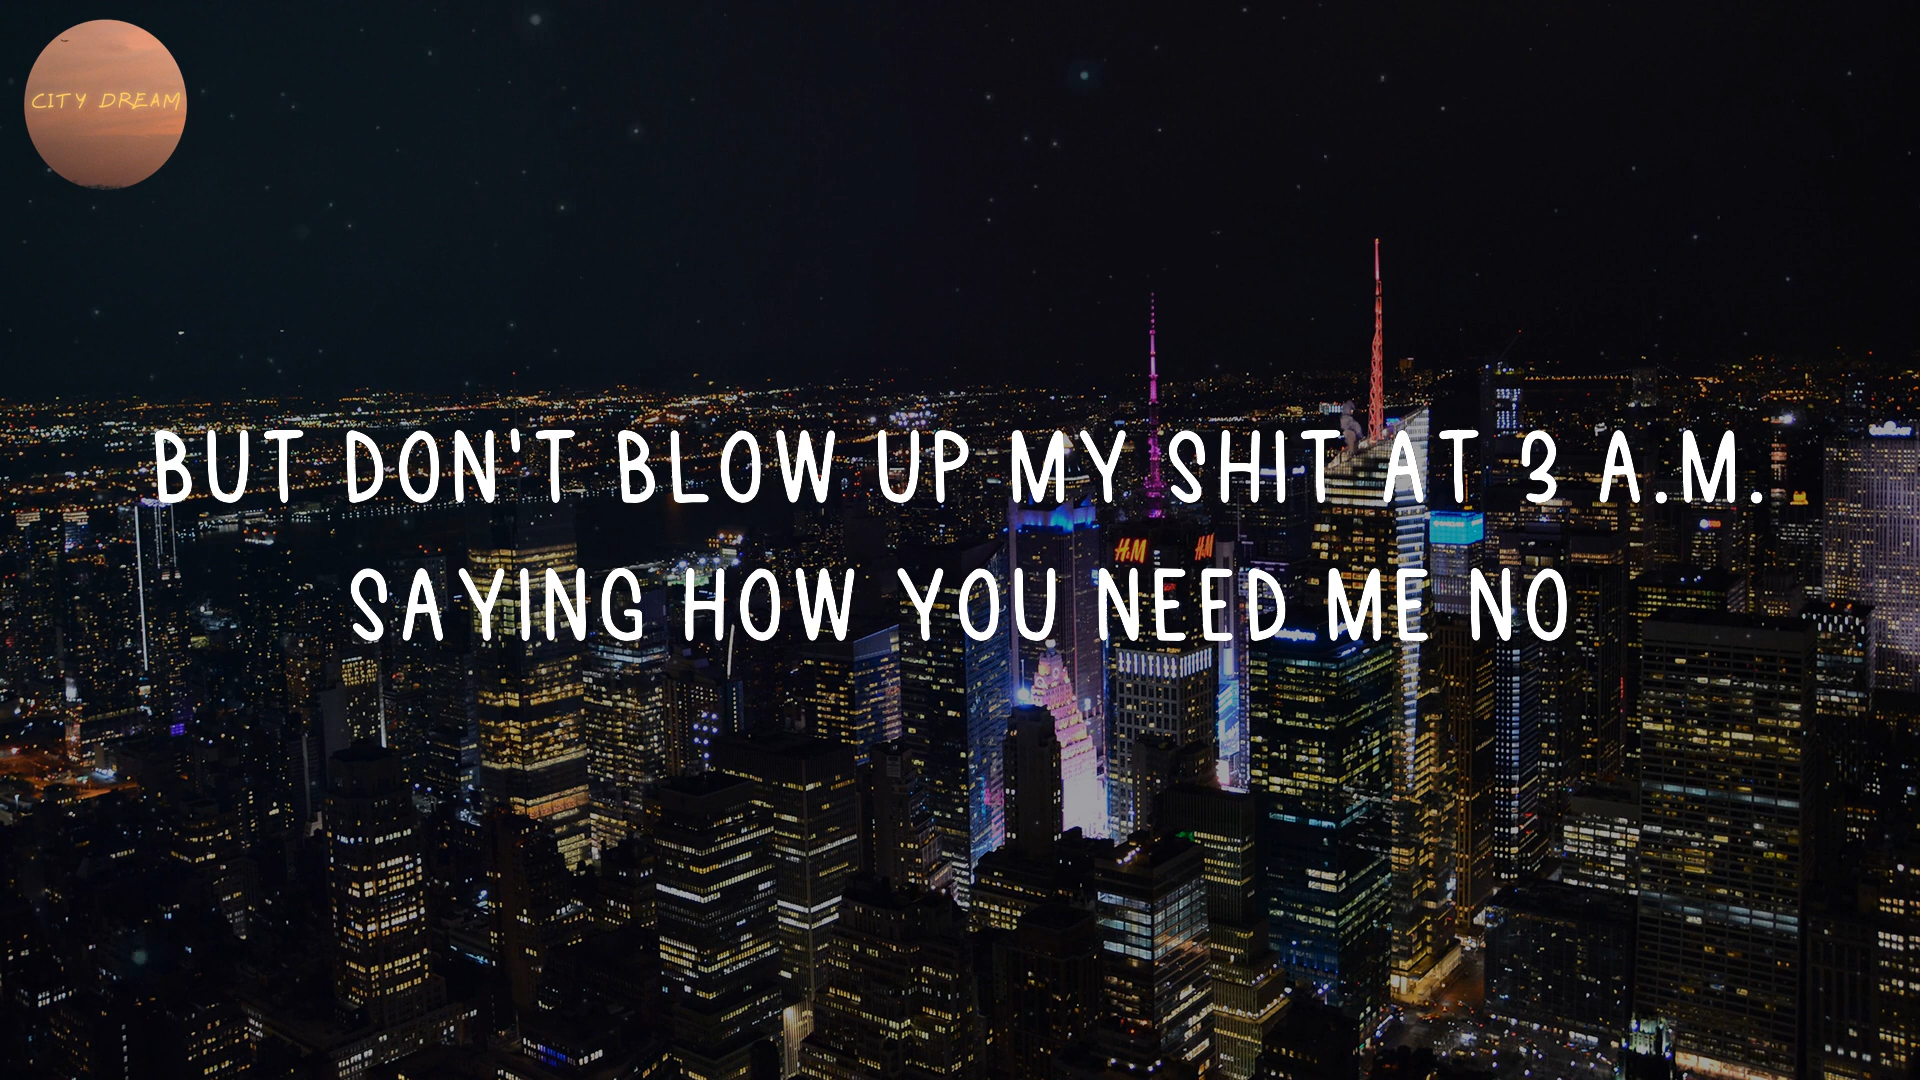 CITY DREAM
BUT DON'T BLOW UP MY SHIT AT 3 A.M.
SAYING HOW YOU NEED ME NO
H&M
H&M